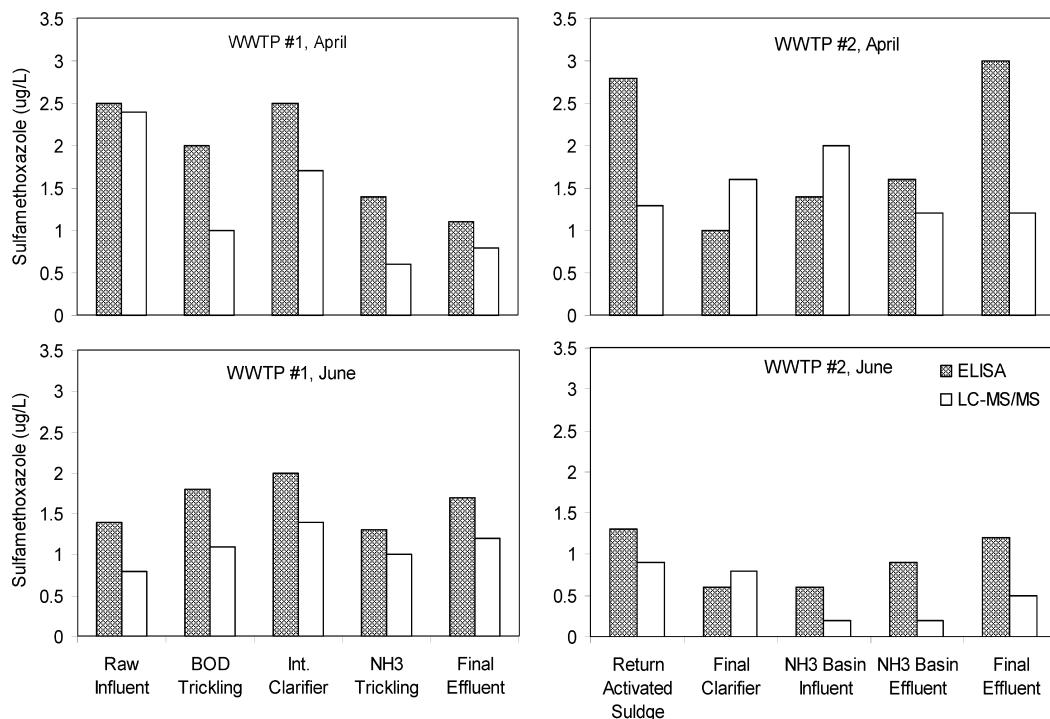 WWTP #1, April
Sulfamethoxazole (ug/L)
3.5
3
2.5
2
1.5
1
0.5
0
WWTP #2, April
3.5
3
2.5
2
1.5
1
0.5
0
WWTP #1, June
Sulfamethoxazole (ug/L)
3.5
3
2.5
2
1.5
1
0.5
0
Raw
Influent
BOD
Trickling
Int.
Clarifier
NH3
Trickling
Final
Effluent
WWTP #2, June
ELISA
LC-MS/MS
3.5
3
2.5
2
1.5
1
0.5
0
Return
Activated
Suldge
Final
Clarifier
NH3 Basin
Influent
NH3 Basin
Effluent
Final
Effluent